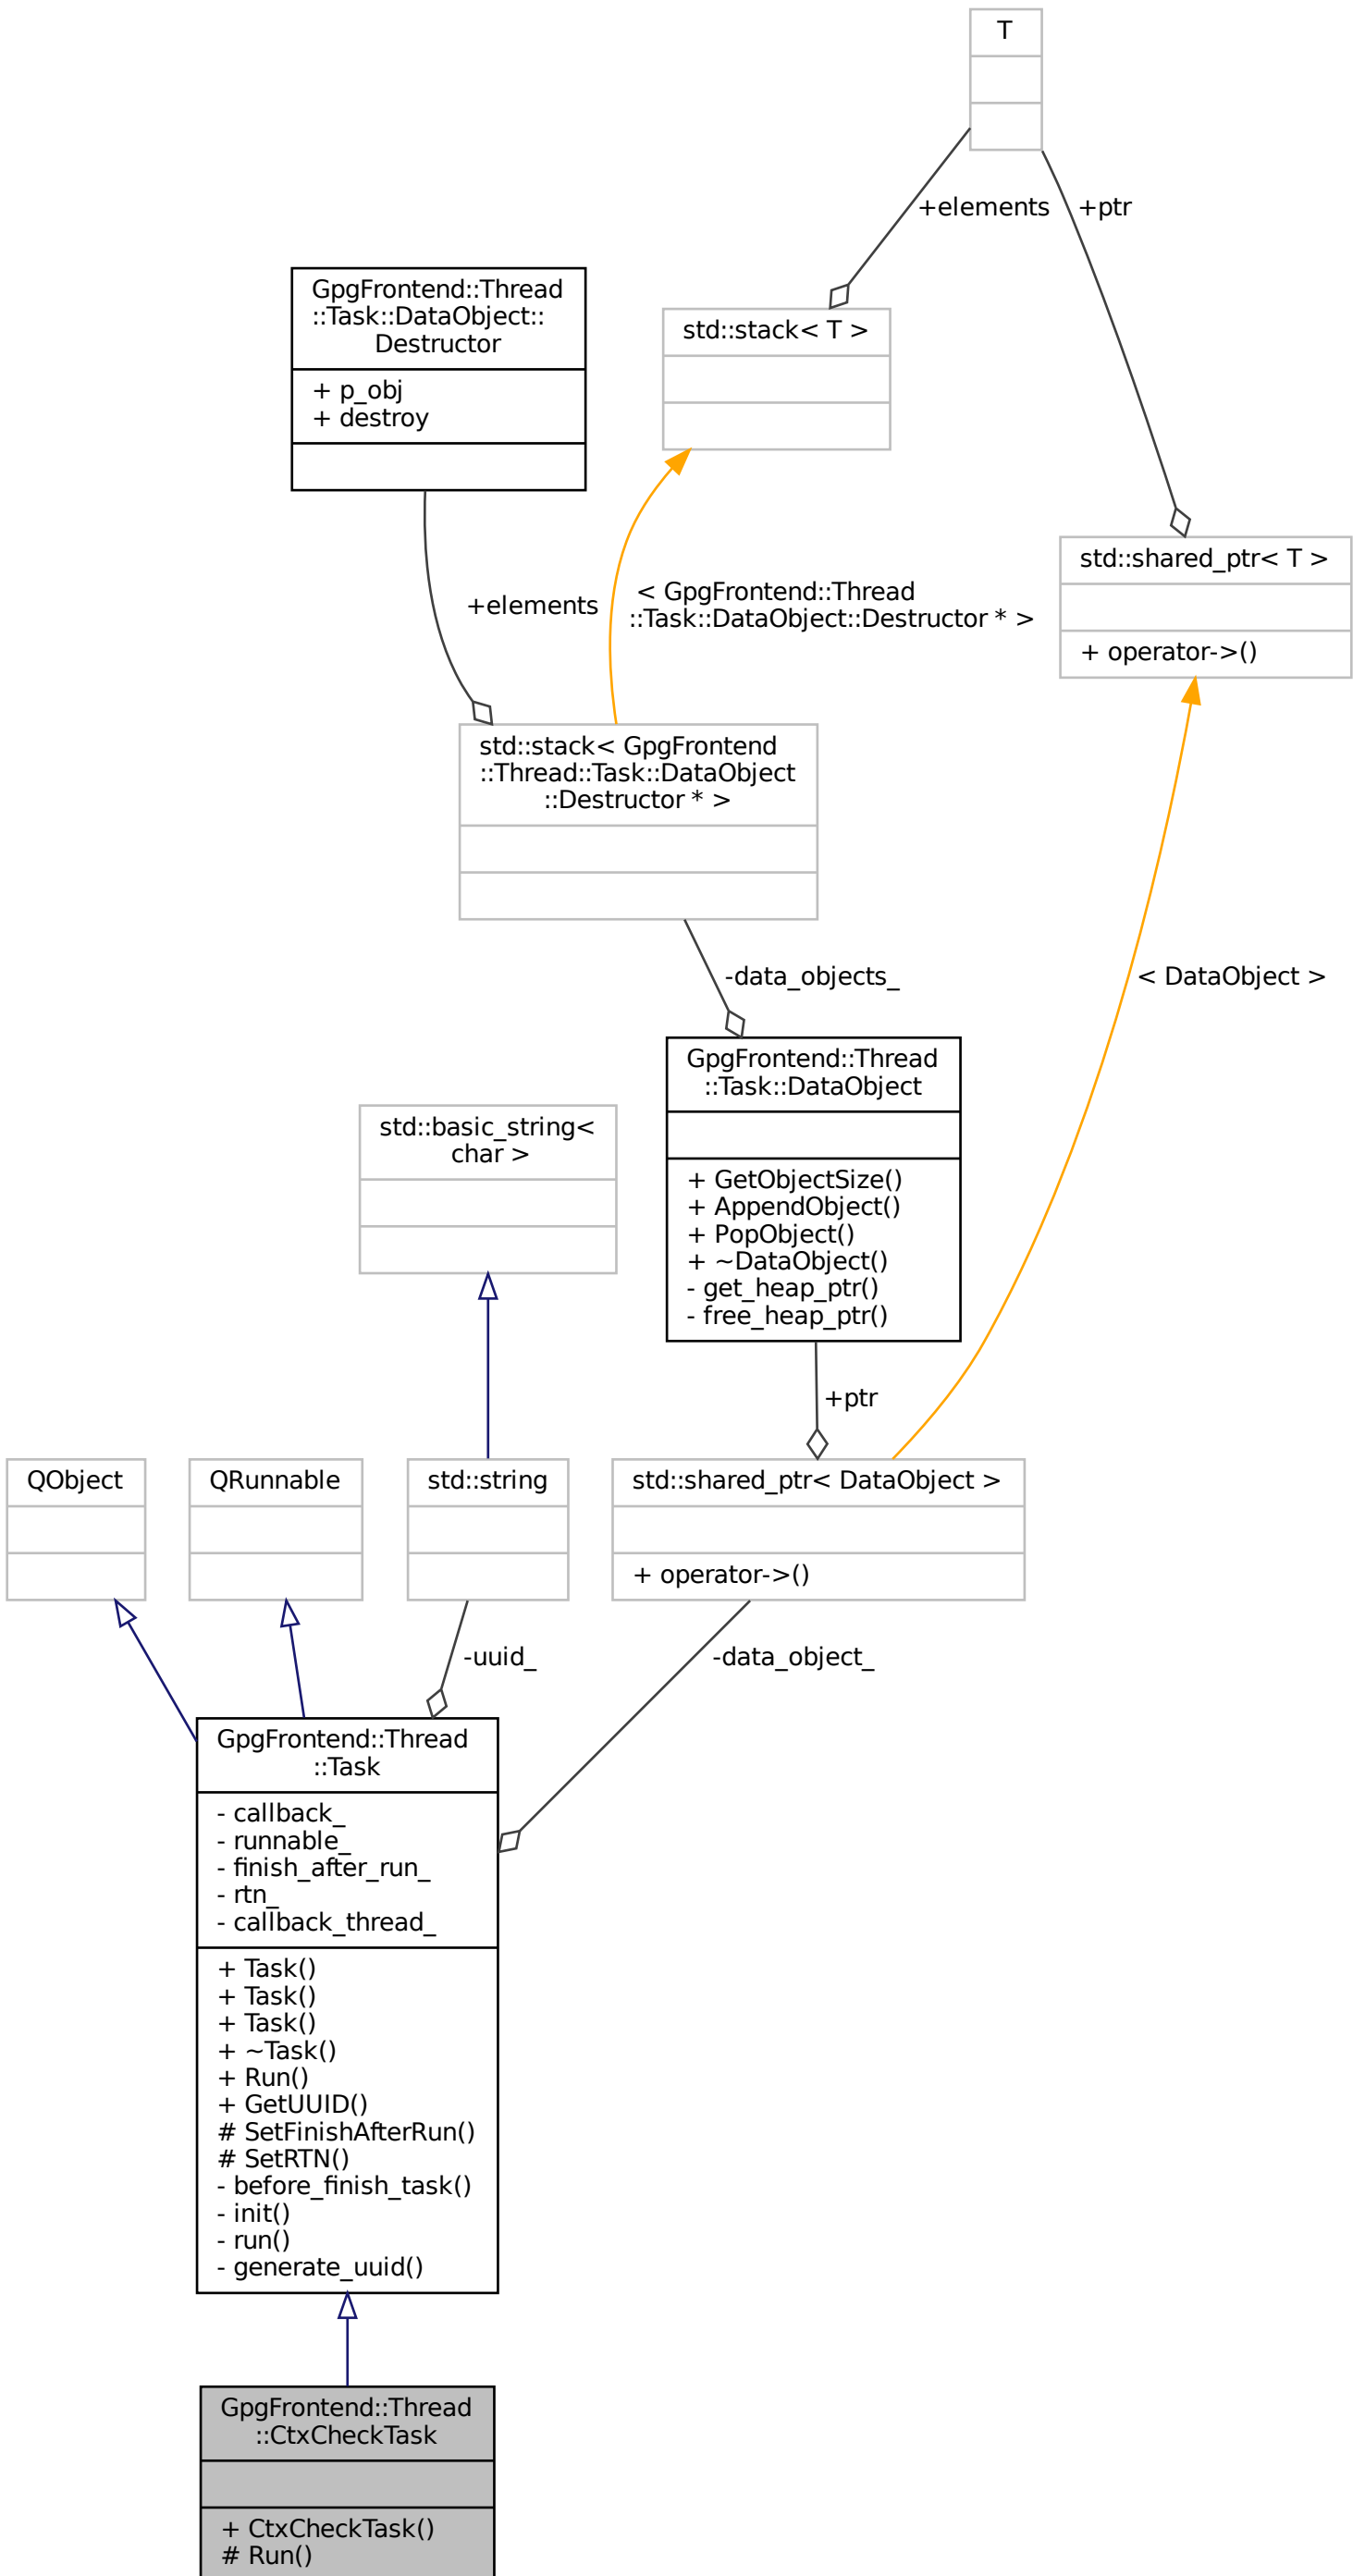 T
+elements
+ptr
GpgFrontend::Thread
::Task::DataObject::
Destructor
+ p_obj
+ destroy
std::stack< T >
std::shared_ptr< T >
+ operator->()
+elements
< GpgFrontend::Thread
::Task::DataObject::Destructor * >
std::stack< GpgFrontend
::Thread::Task::DataObject
::Destructor * >
-data_objects_
< DataObject >
GpgFrontend::Thread
::Task::DataObject
+ GetObjectSize()
+ AppendObject()
+ PopObject()
+ ~DataObject()
- get_heap_ptr()
- free_heap_ptr()
std::basic_string<
char >
+ptr
QObject
QRunnable
std::string
std::shared_ptr< DataObject >
+ operator->()
-uuid_
-data_object_
GpgFrontend::Thread
::Task
- callback_
- runnable_
- finish_after_run_
- rtn_
- callback_thread_
+ Task()
+ Task()
+ Task()
+ ~Task()
+ Run()
+ GetUUID()
# SetFinishAfterRun()
# SetRTN()
- before_finish_task()
- init()
- run()
- generate_uuid()
GpgFrontend::Thread
::CtxCheckTask
+ CtxCheckTask()
# Run()